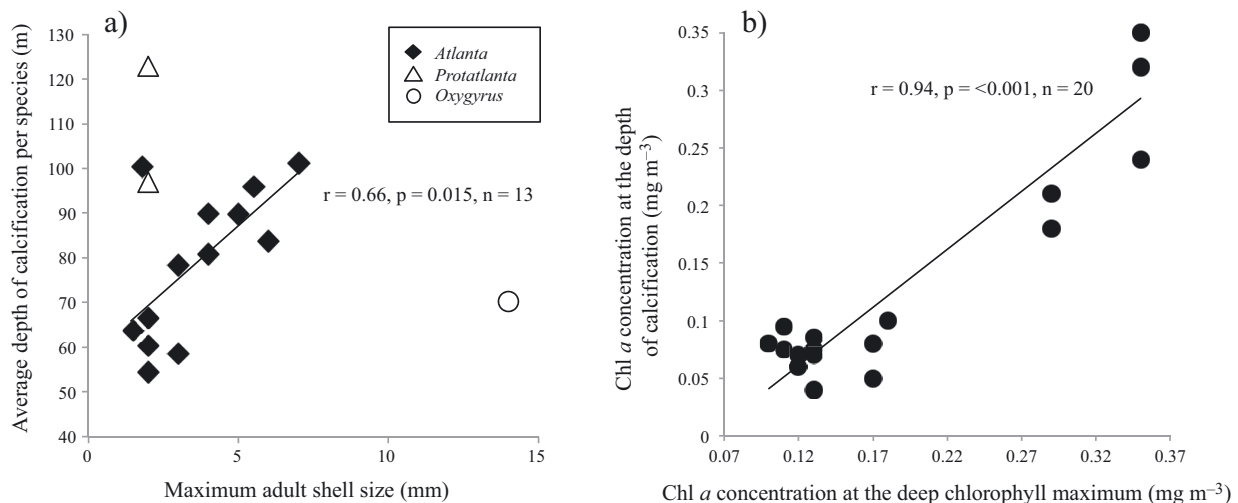 a)
Average depth of calcification per species (m)
130
120
110
100
90
80
70
60
50
40
0
5
10
15
Maximum adult shell size (mm)
Atlanta
Protatlanta
Oxygyrus
r = 0.66, p = 0.015, n = 13
b)
Chl a concentration at the depth
of calcification (mg m⁻³)
0.35
0.3
0.25
0.2
0.15
0.1
0.05
0
0.07
0.12
0.17
0.22
0.27
0.32
0.37
Chl a concentration at the deep chlorophyll maximum (mg m⁻³)
r = 0.94, p = <0.001, n = 20